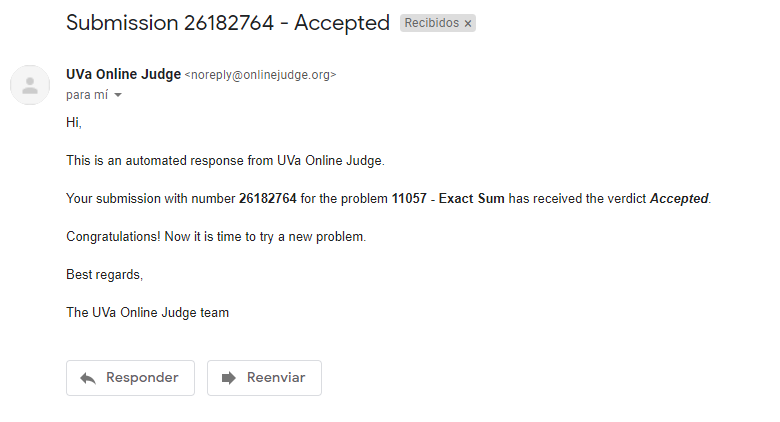 Submission 26182764 - Accepted Recibidos x
UVa Online Judge <noreply@onlinejudge.org>
para mí
Hi,
This is an automated response from UVa Online Judge.
Your submission with number 26182764 for the problem 11057 - Exact Sum has received the verdict Accepted.
Congratulations! Now it is time to try a new problem.
Best regards,
The UVa Online Judge team
Responder Reenviar